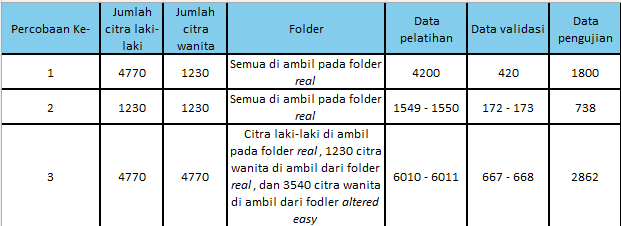 Percobaan Ke-
Jumlah
citra laki-
laki
Jumlah
citra
wanita
Folder
Data
pelatihan
Data validasi
Data
pengujian
1
4770
1230
Semua di ambil pada folder
real
4200
420
1800
2
1230
1230
Semua di ambil pada folder
real
1549 - 1550
172 - 173
738
3
4770
4770
Citra laki-laki di ambil
pada folder real, 1230 citra
wanita di ambil dari folder
real, dan 3540 citra wanita
di ambil dari fodler altered
easy
6010 - 6011
667 - 668
2862